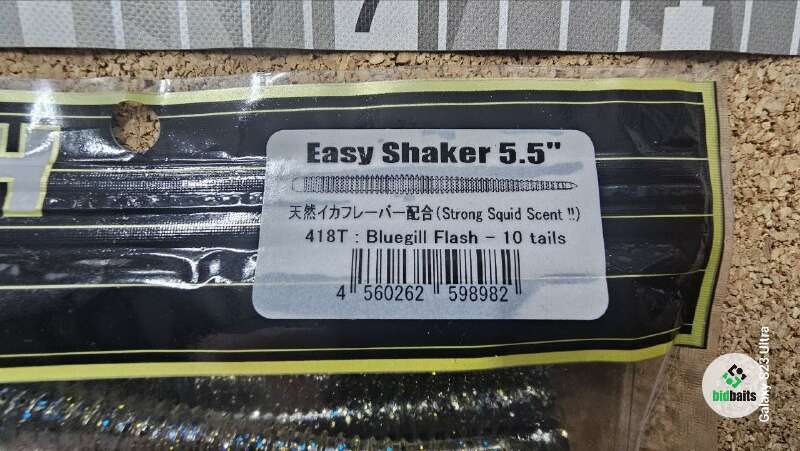 Easy Shaker 5.5"
天然イカフレーバー配合(Strong Squid Scent !!)
418T : Bluegill Flash - 10 tails
4 560262 598982
bidbaits
Galaxy S23 Ultra